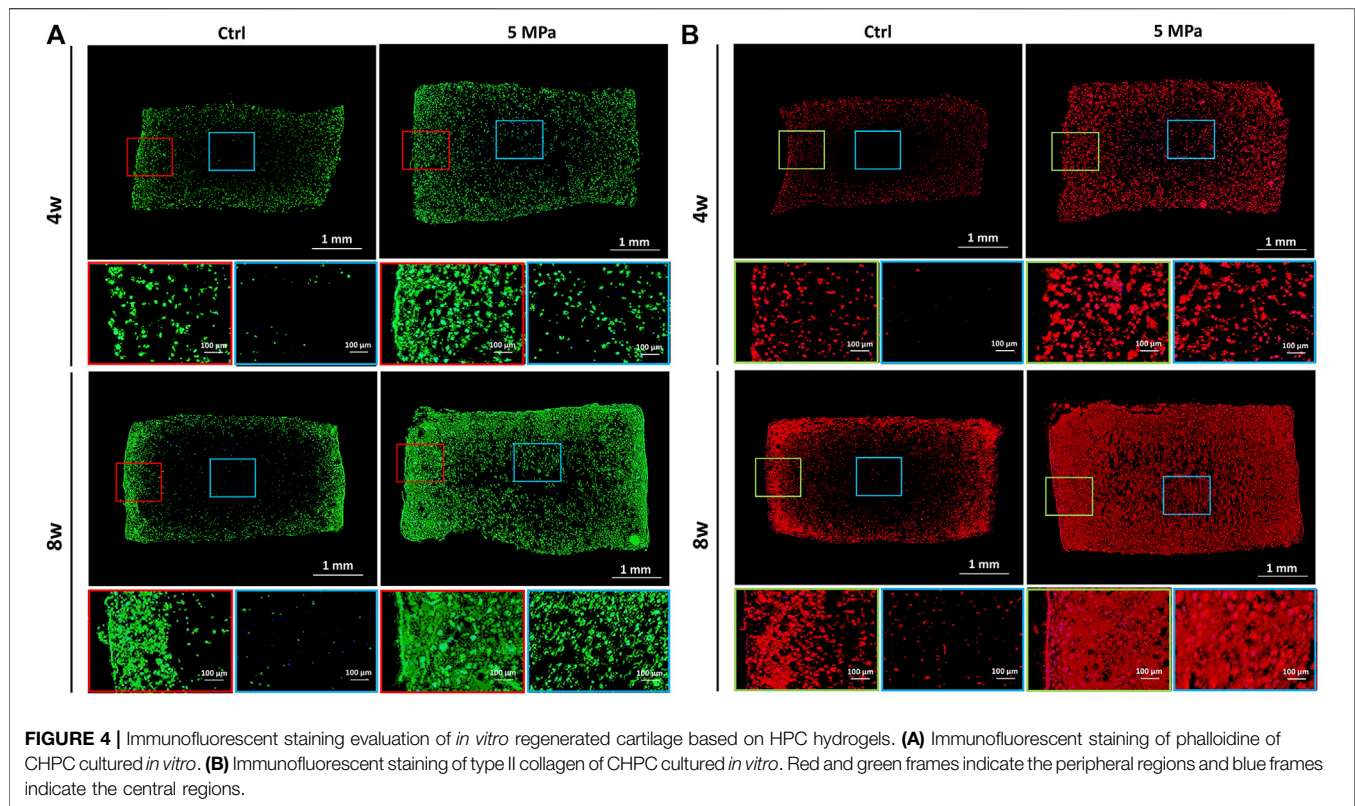 A
Ctrl
5 MPa
B
Ctrl
5 MPa
4w
1 mm
1 mm
4w
1 mm
1 mm
100 µm
100 µm
100 µm
100 µm
100 µm
100 µm
100 µm
100 µm
8w
1 mm
1 mm
8w
1 mm
1 mm
100 µm
100 µm
100 µm
100 µm
100 µm
100 µm
100 µm
100 µm
FIGURE 4 | Immunofluorescent staining evaluation of in vitro regenerated cartilage based on HPC hydrogels. (A) Immunofluorescent staining of phalloidine of
CHPC cultured in vitro. (B) Immunofluorescent staining of type II collagen of CHPC cultured in vitro. Red and green frames indicate the peripheral regions and blue frames
indicate the central regions.